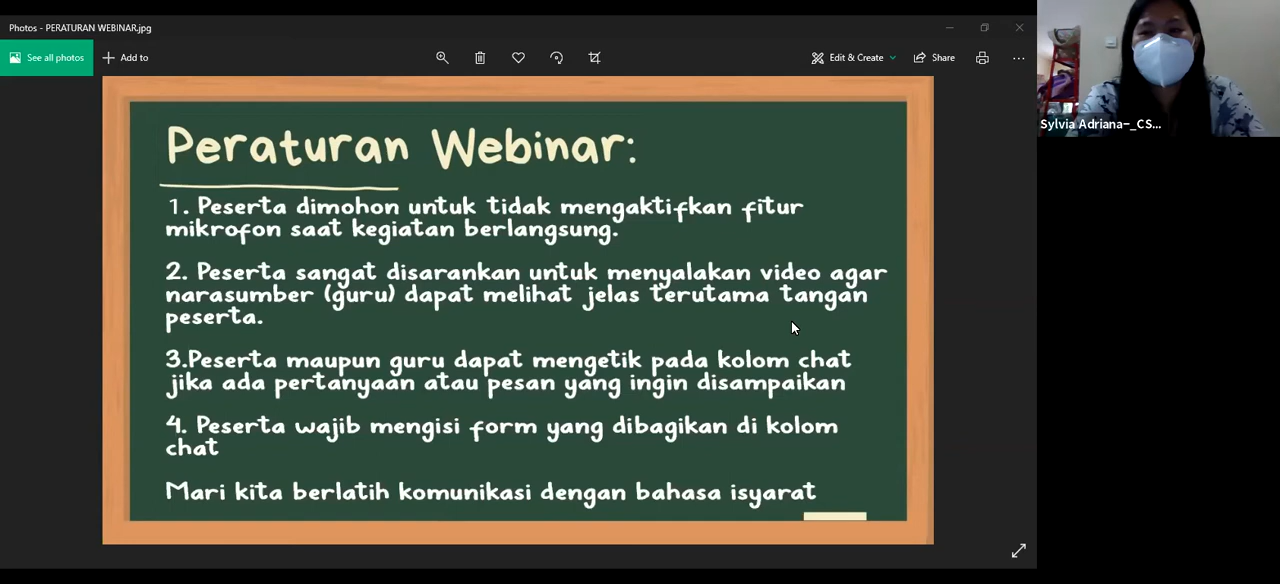 Photos - PERATURAN WEBINAR.jpg
See all photos
Add to
Edit & Create
Share
Sylvia Adriana-_CS...
Peraturan Webinar:
1. Peserta dimohon untuk tidak mengaktifkan fitur
mikrofon saat kegiatan berlangsung.
2. Peserta sangat disarankan untuk menyalakan video agar
narasumber (guru) dapat melihat jelas terutama tangan
peserta.
3.Peserta maupun guru dapat mengetik pada kolom chat
jika ada pertanyaan atau pesan yang ingin disampaikan
4. Peserta wajib mengisi form yang dibagikan di kolom
chat
Mari kita berlatih komunikasi dengan bahasa isyarat